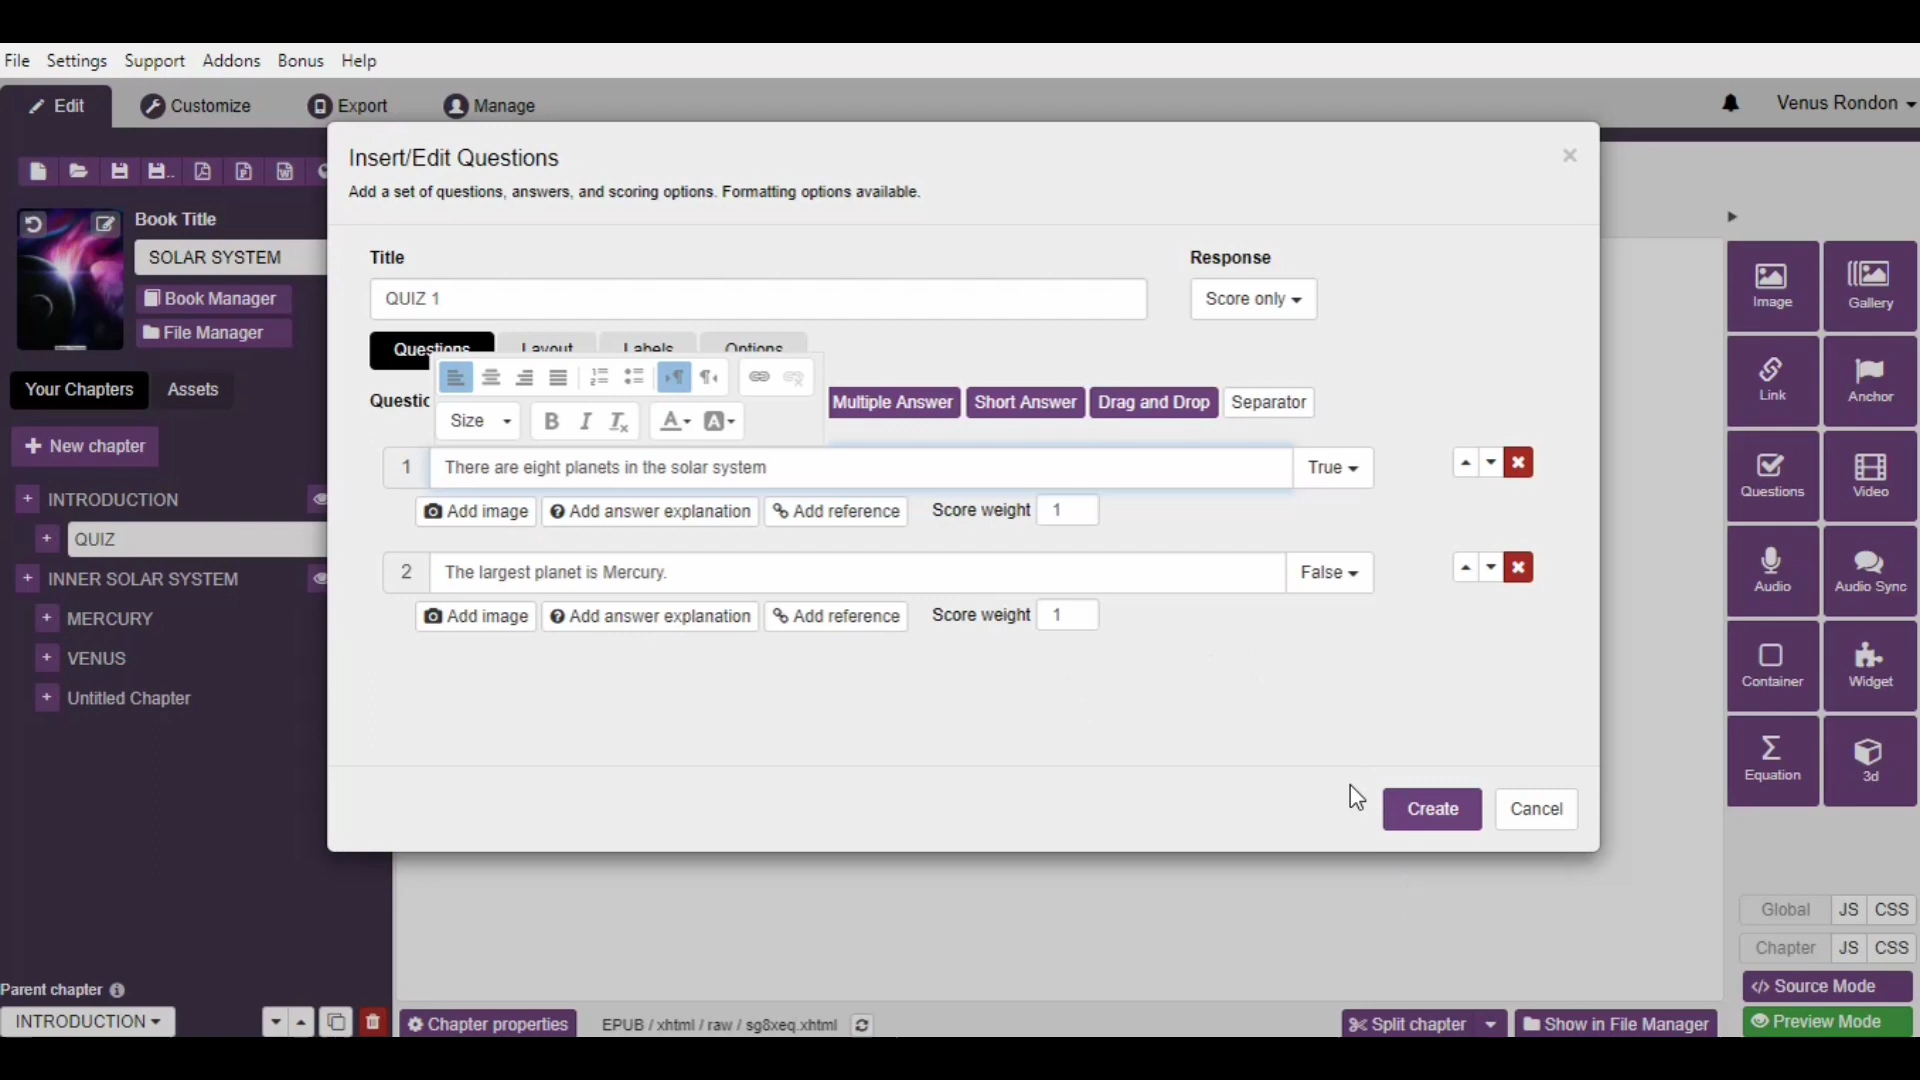 File Settings Support Addons Bonus Help
Edit Customize Export Manage Venus Rondon
Insert/Edit Questions
Add a set of questions, answers, and scoring options. Formatting options available.
Book Title
SOLAR SYSTEM
Book Manager
File Manager
Your Chapters Assets
New chapter
INTRODUCTION
QUIZ
INNER SOLAR SYSTEM
MERCURY
VENUS
Untitled Chapter
Parent chapter
INTRODUCTION
Title Response
QUIZ 1 Score only
Questions Layout Labels Options
Multiple Answer Short Answer Drag and Drop Separator
Size
1 There are eight planets in the solar system True
Add image Add answer explanation Add reference Score weight 1
2 The largest planet is Mercury. False
Add image Add answer explanation Add reference Score weight 1
Create Cancel
Image Gallery
Link Anchor
Questions Video
Audio Audio Sync
Container Widget
Equation 3d
Global JS CSS
Chapter JS CSS
Source Mode
Preview Mode
Chapter properties EPUB / xhtml / raw / sg8xeq.xhtml Split chapter Show in File Manager